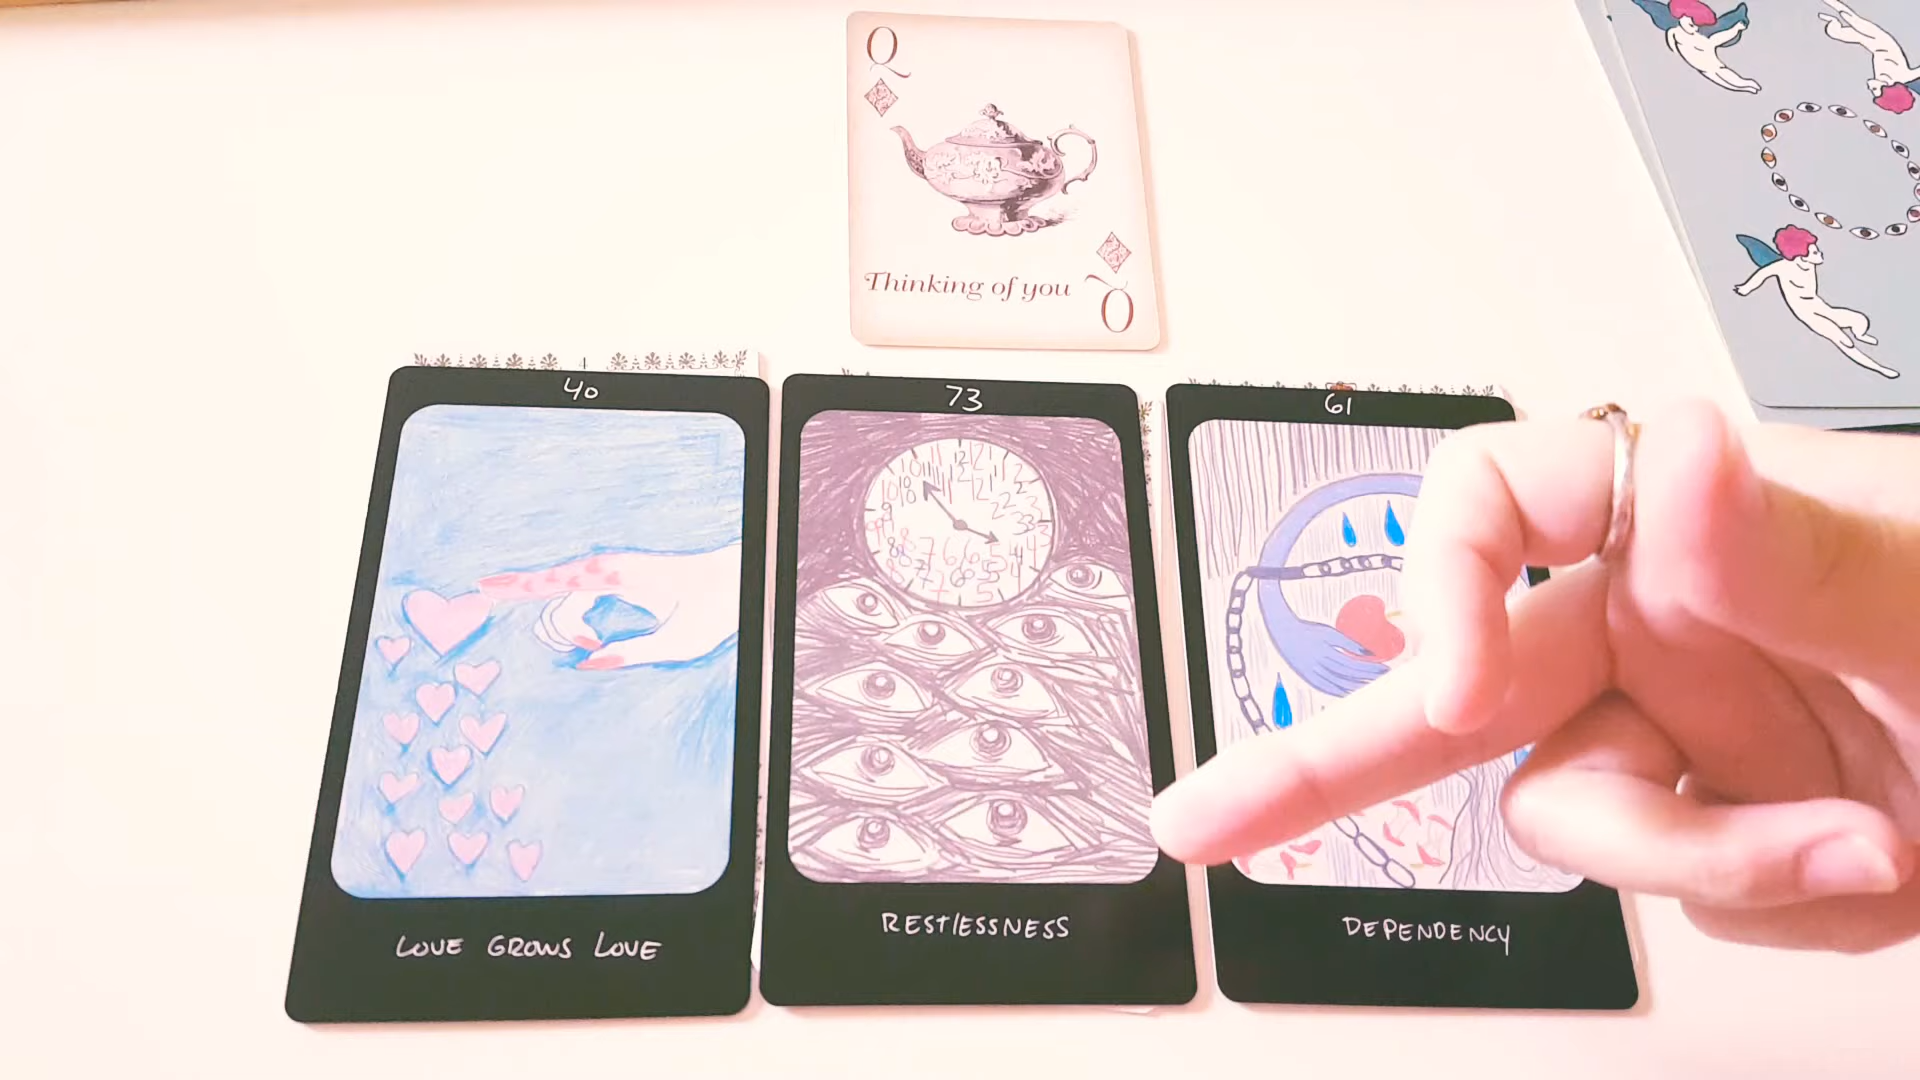 Q
Thinking of you
Q
40
73
61
LOVE GROWS LOVE
RESTLESSNESS
DEPENDENCY